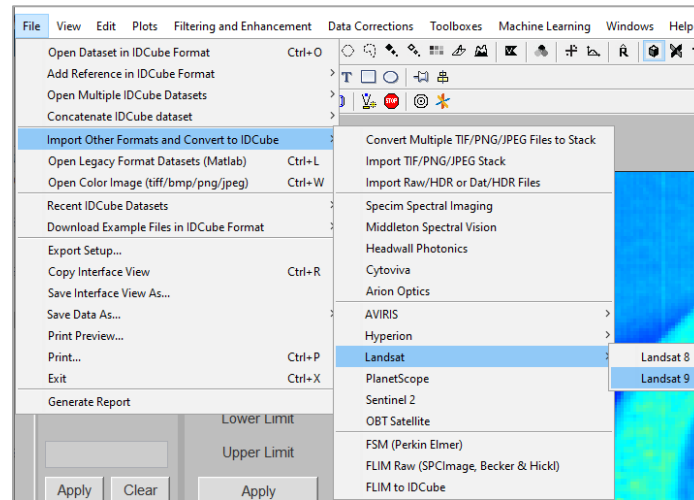 File View Edit Plots Filtering and Enhancement Data Corrections Toolboxes Machine Learning Windows Help
Open Dataset in IDCube Format Ctrl+O
Add Reference in IDCube Format
Open Multiple IDCube Datasets
Concatenate IDCube dataset
Import Other Formats and Convert to IDCube
Open Legacy Format Datasets (Matlab) Ctrl+L
Open Color Image (tiff/bmp/png/jpeg) Ctrl+W
Recent IDCube Datasets
Download Example Files in IDCube Format
Export Setup...
Copy Interface View Ctrl+R
Save Interface View As...
Save Data As...
Print Preview...
Print... Ctrl+P
Exit Ctrl+X
Generate Report
T
STOP
R̂
Convert Multiple TIF/PNG/JPEG Files to Stack
Import TIF/PNG/JPEG Stack
Import Raw/HDR or Dat/HDR Files
Specim Spectral Imaging
Middleton Spectral Vision
Headwall Photonics
Cytoviva
Arion Optics
AVIRIS
Hyperion
Landsat
PlanetScope
Sentinel 2
OBT Satellite
FSM (Perkin Elmer)
FLIM Raw (SPCImage, Becker & Hickl)
FLIM to IDCube
Landsat 8
Landsat 9
Lower Limit
Upper Limit
Apply Clear Apply